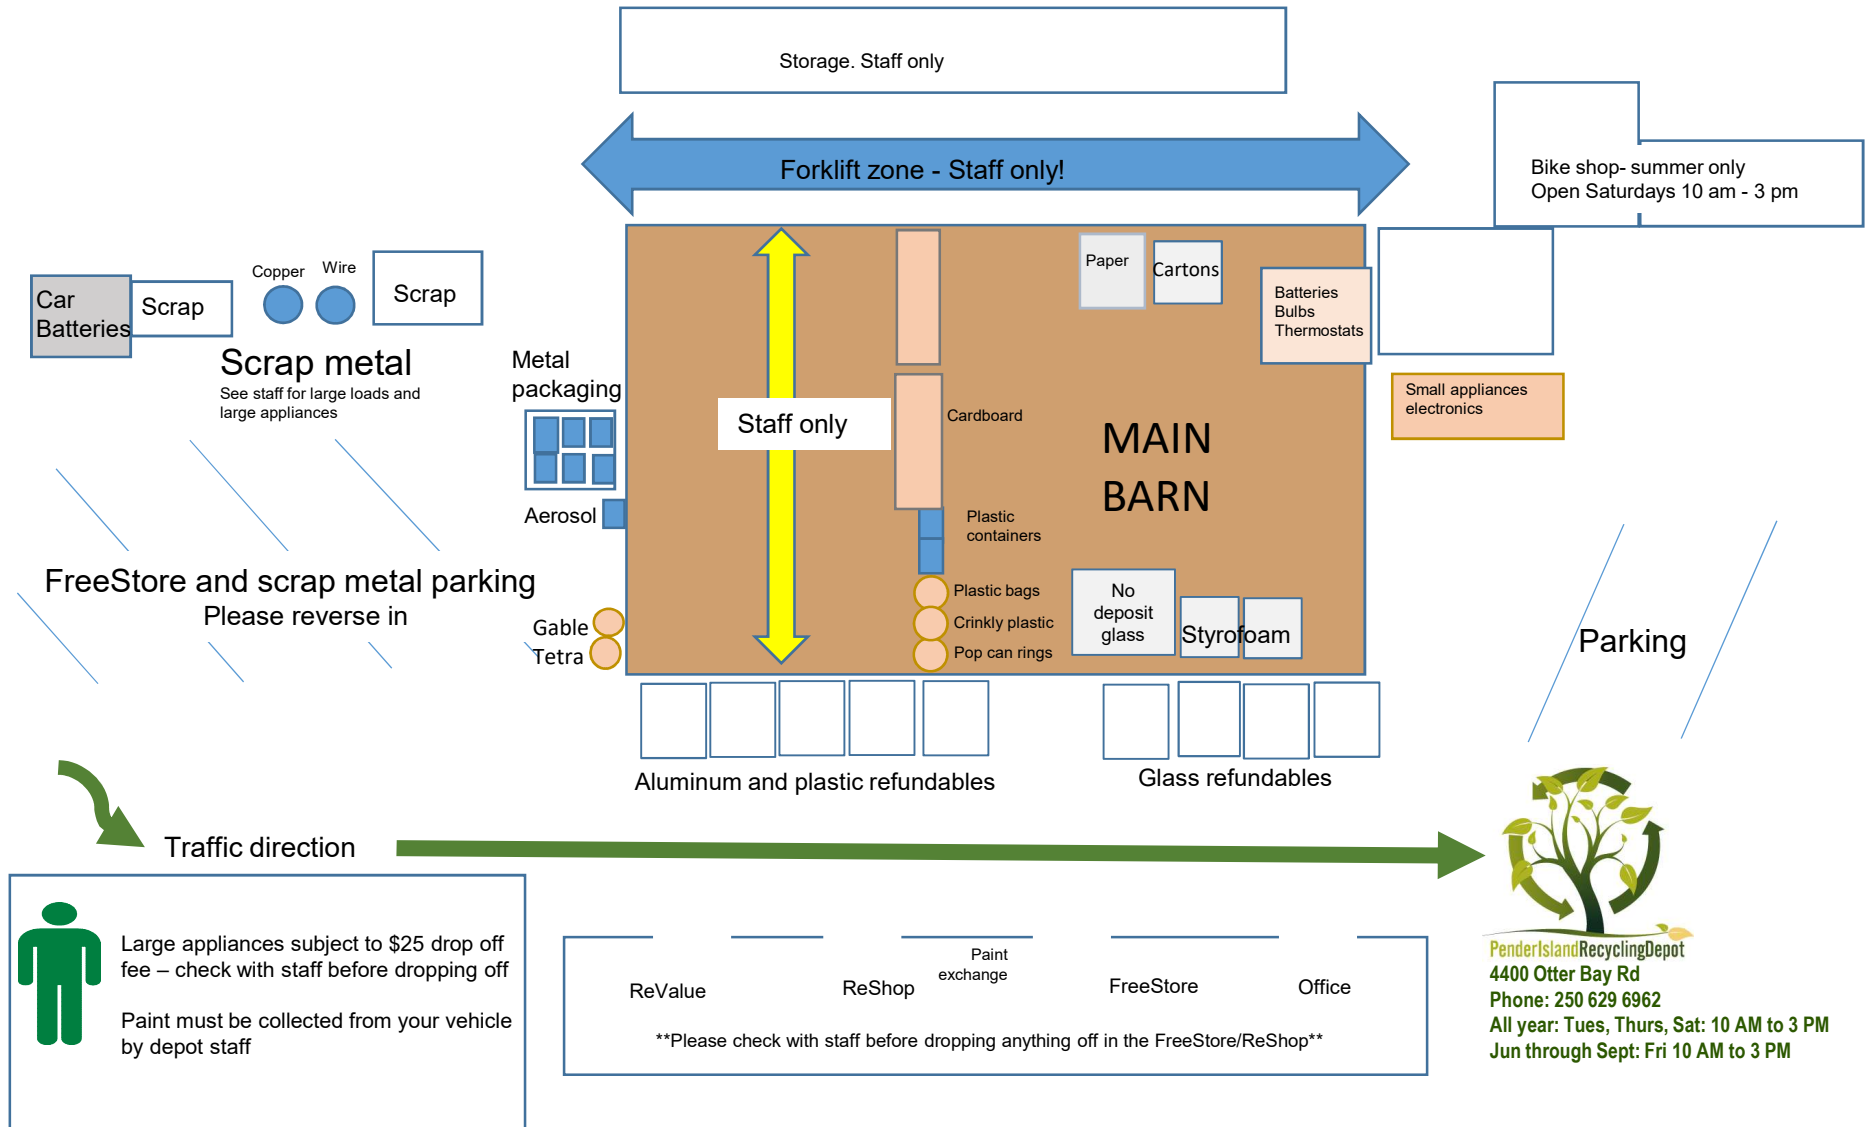 Storage. Staff only
Forklift zone - Staff only!
Bike shop- summer only
Open Saturdays 10 am - 3 pm
Car
Batteries
Scrap
Copper
Wire
Scrap
Scrap metal
See staff for large loads and
large appliances
Metal
packaging
Aerosol
Staff only
Paper
Cartons
Batteries
Bulbs
Thermostats
Small appliances
electronics
Cardboard
MAIN
BARN
Plastic
containers
Plastic bags
Crinkly plastic
Pop can rings
No
deposit
glass
Styrofoam
FreeStore and scrap metal parking
Please reverse in
Gable
Tetra
Parking
Aluminum and plastic refundables
Glass refundables
Traffic direction
Large appliances subject to $25 drop off
fee – check with staff before dropping off
Paint must be collected from your vehicle
by depot staff
ReValue
ReShop
Paint
exchange
FreeStore
Office
**Please check with staff before dropping anything off in the FreeStore/ReShop**
PenderIslandRecyclingDepot
4400 Otter Bay Rd
Phone: 250 629 6962
All year: Tues, Thurs, Sat: 10 AM to 3 PM
Jun through Sept: Fri 10 AM to 3 PM